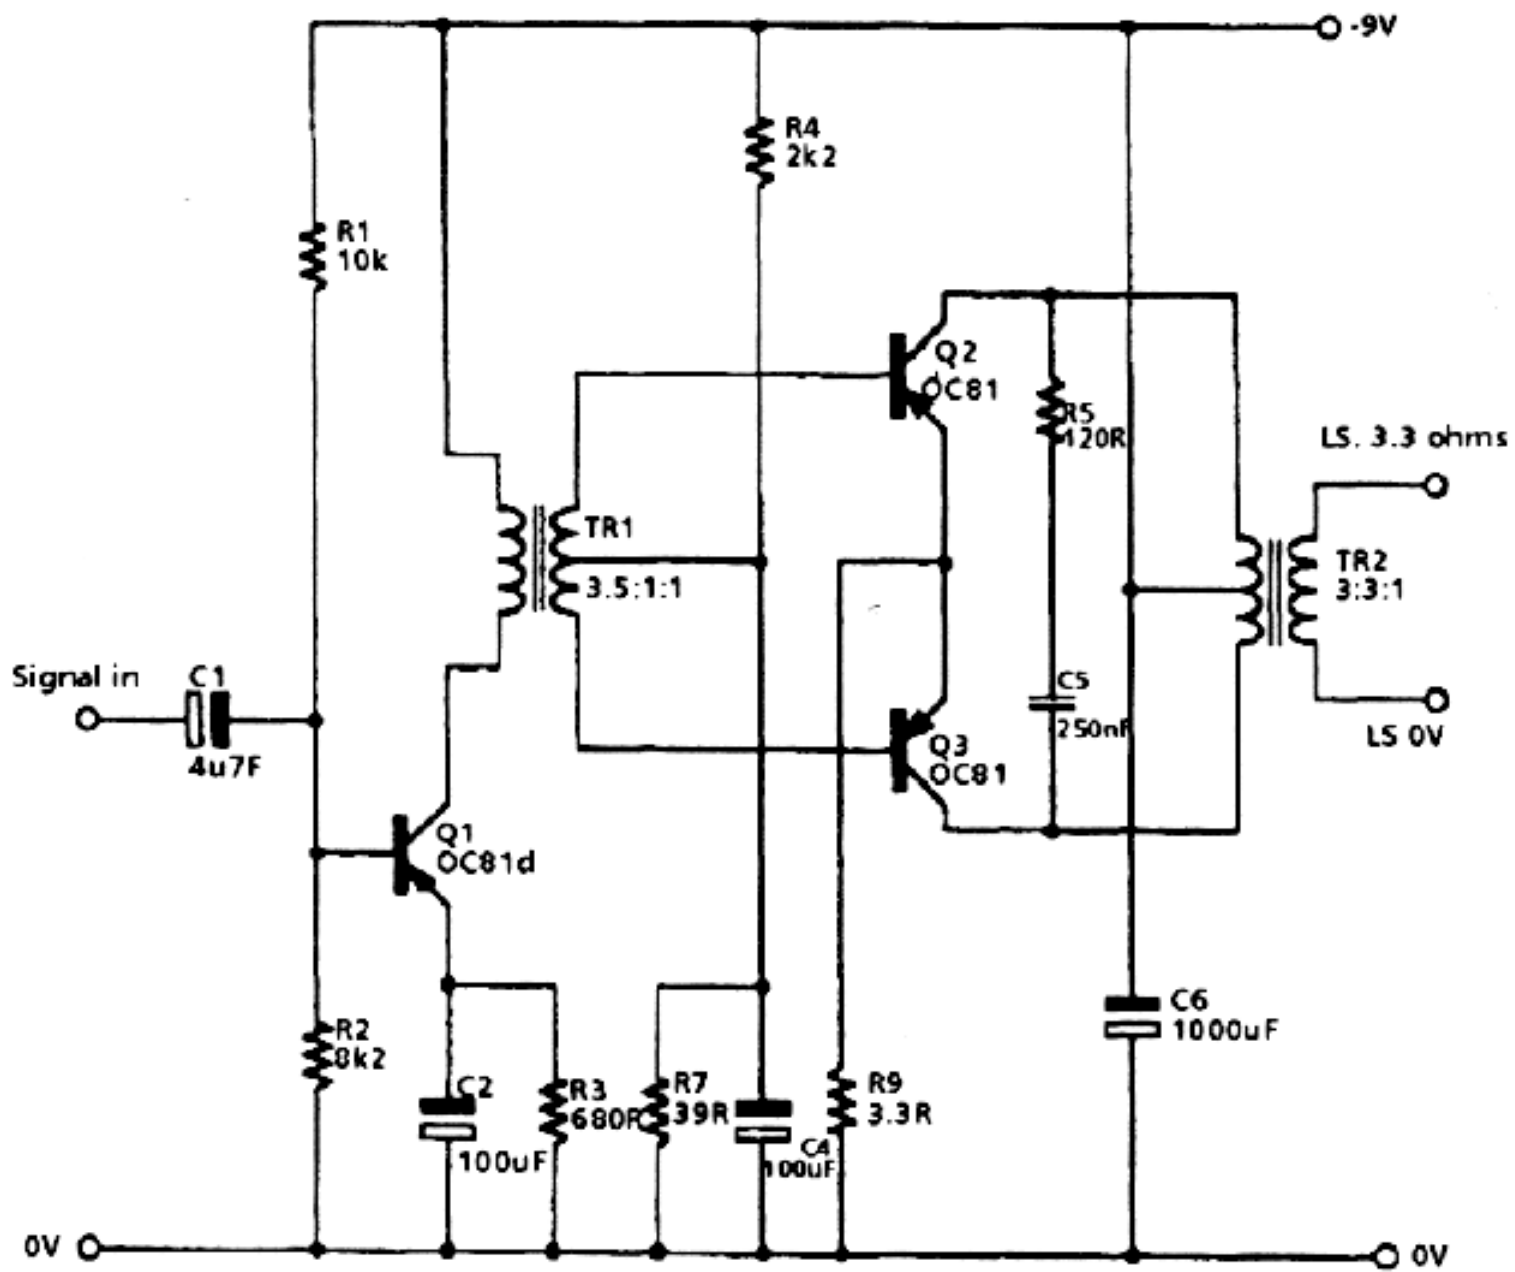 -9V
R4
2k2
R1
10k
Q2
OC81
R5
120R
LS. 3.3 ohms
TR1
3.5:1:1
TR2
3:3:1
Signal in
C1
4u7F
C5
250nF
LS 0V
Q3
OC81
Q1
OC81d
R2
8k2
C2
100uF
R3
680R
R7
39R
C4
100uF
R9
3.3R
C6
1000uF
0V
0V